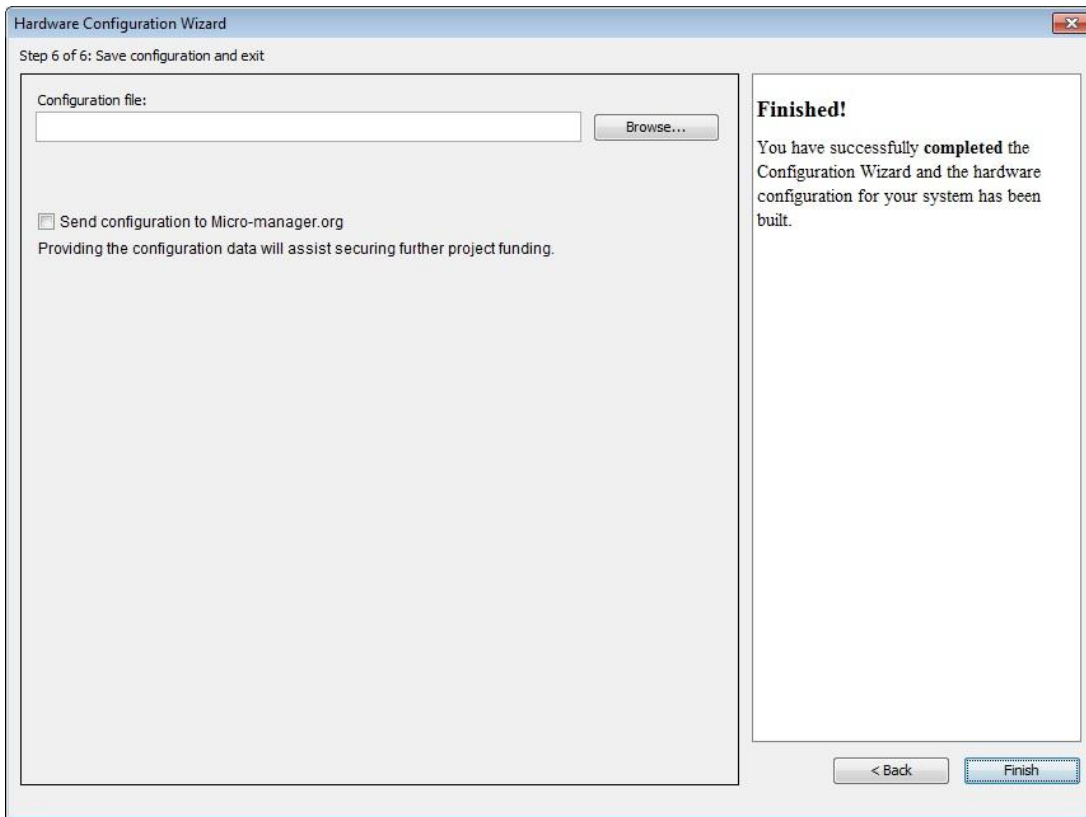 Hardware Configuration Wizard
Step 6 of 6: Save configuration and exit
Configuration file:
Browse...
Send configuration to Micro-manager.org
Providing the configuration data will assist securing further project funding.
Finished!
You have successfully completed the
Configuration Wizard and the hardware
configuration for your system has been
built.
< Back
Finish